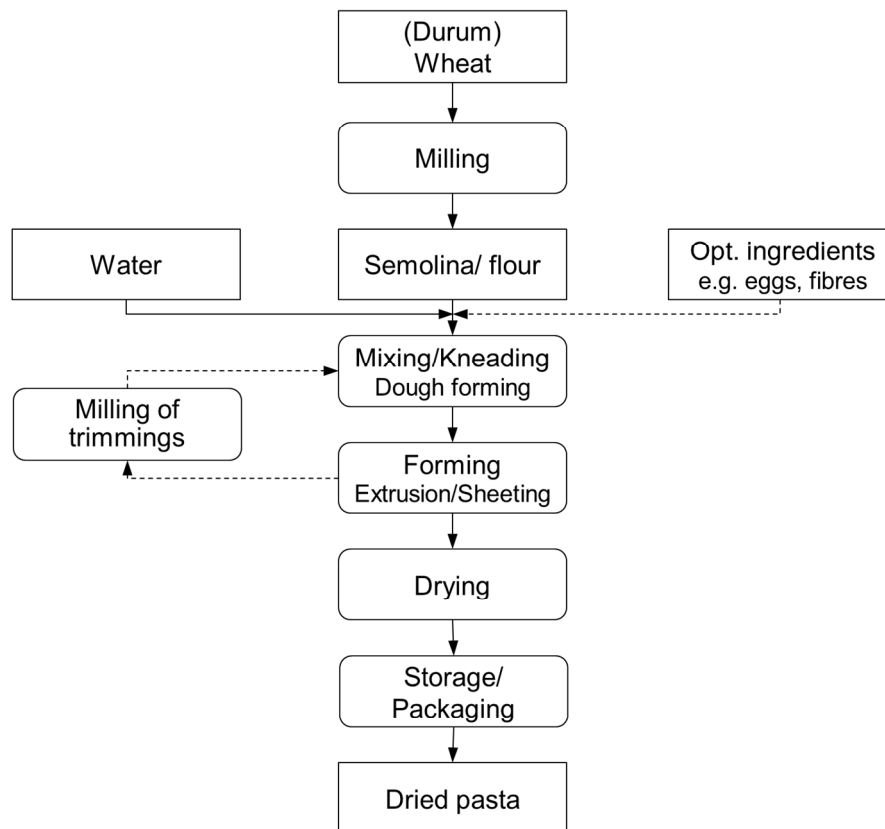 (Durum)
Wheat
Milling
Water
Semolina/ flour
Opt. ingredients
e.g. eggs, fibres
Mixing/Kneading
Dough forming
Milling of
trimmings
Forming
Extrusion/Sheeting
Drying
Storage/
Packaging
Dried pasta